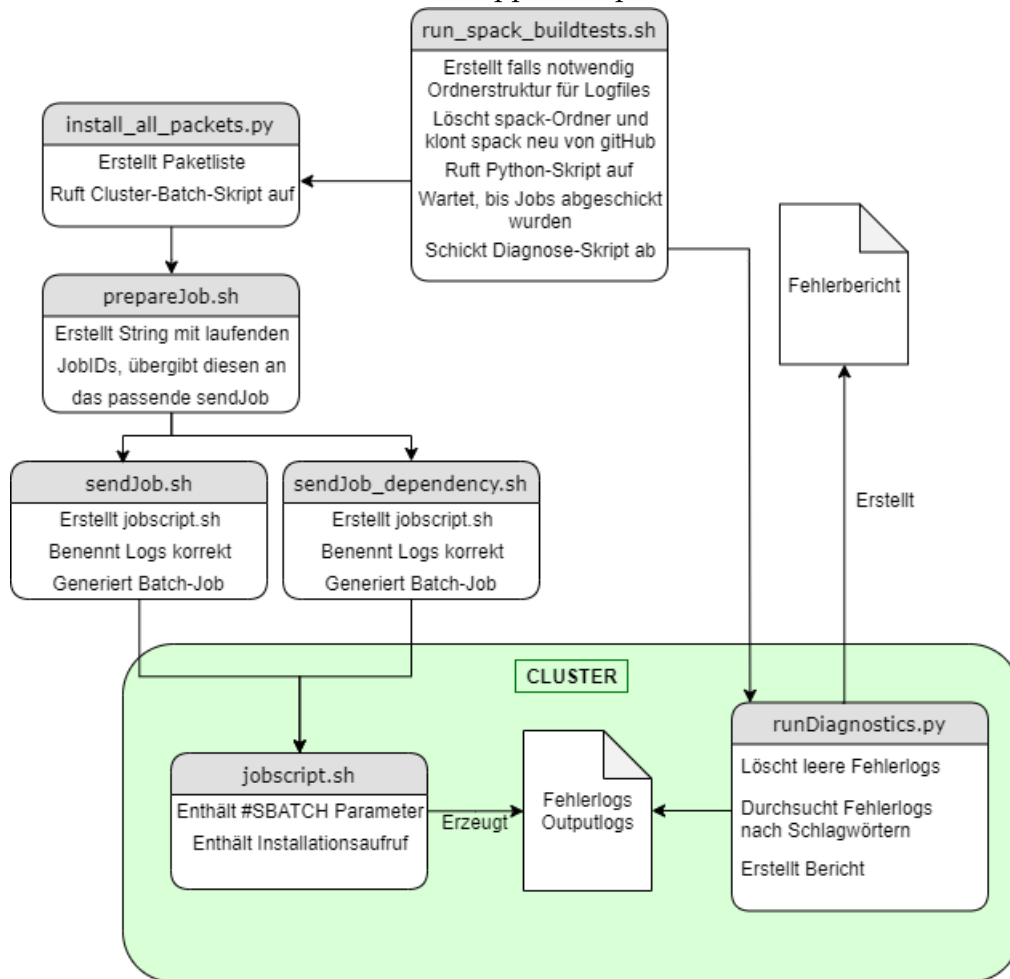 run_spack_buildtests.sh
Erstellt falls notwendig
Ordnerstruktur für Logfiles
Löscht spack-Ordner und
klont spack neu von gitHub
Ruft Python-Skript auf
Wartet, bis Jobs abgeschickt
wurden
Schickt Diagnose-Skript ab
install_all_packets.py
Erstellt Paketliste
Ruft Cluster-Batch-Skript auf
prepareJob.sh
Erstellt String mit laufenden
JobIDs, übergibt diesen an
das passende sendJob
Fehlerbericht
sendJob.sh
Erstellt jobscript.sh
Benennt Logs korrekt
Generiert Batch-Job
sendJob_dependency.sh
Erstellt jobscript.sh
Benennt Logs korrekt
Generiert Batch-Job
Erstellt
CLUSTER
jobscript.sh
Enthält #SBATCH Parameter
Enthält Installationsaufruf
Erzeugt
Fehlerlogs
Outputlogs
runDiagnostics.py
Löscht leere Fehlerlogs
Durchsucht Fehlerlogs
nach Schlagwörtern
Erstellt Bericht